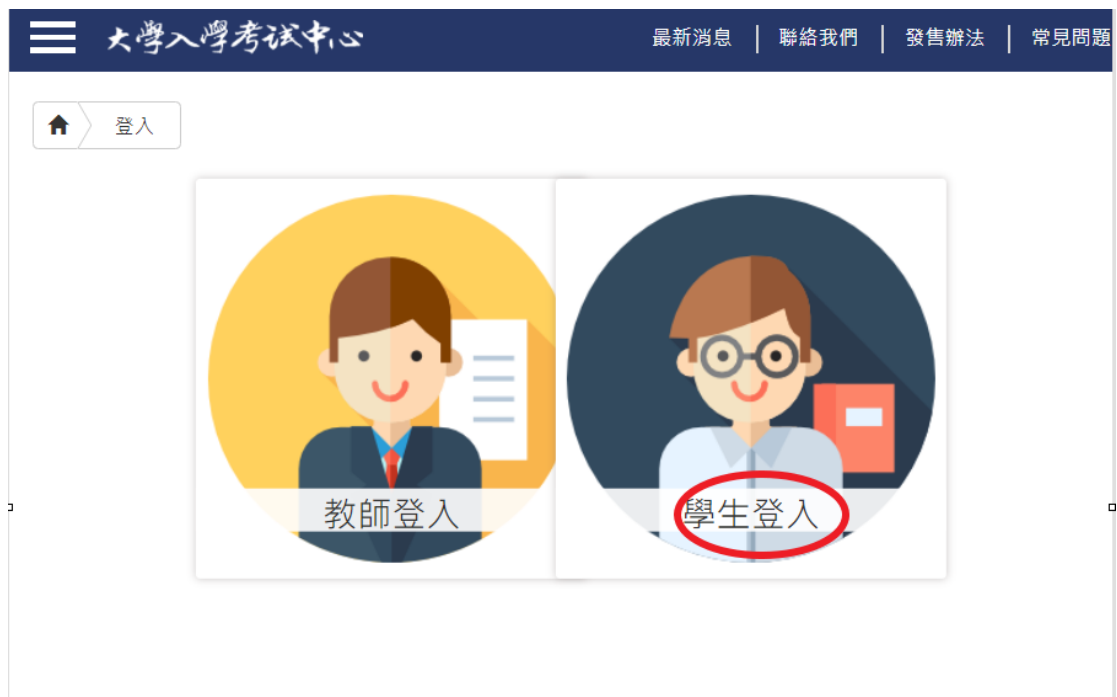 大學入學考試中心
最新消息 | 聯絡我們 | 發售辦法 | 常見問題
登入
教師登入
學生登入